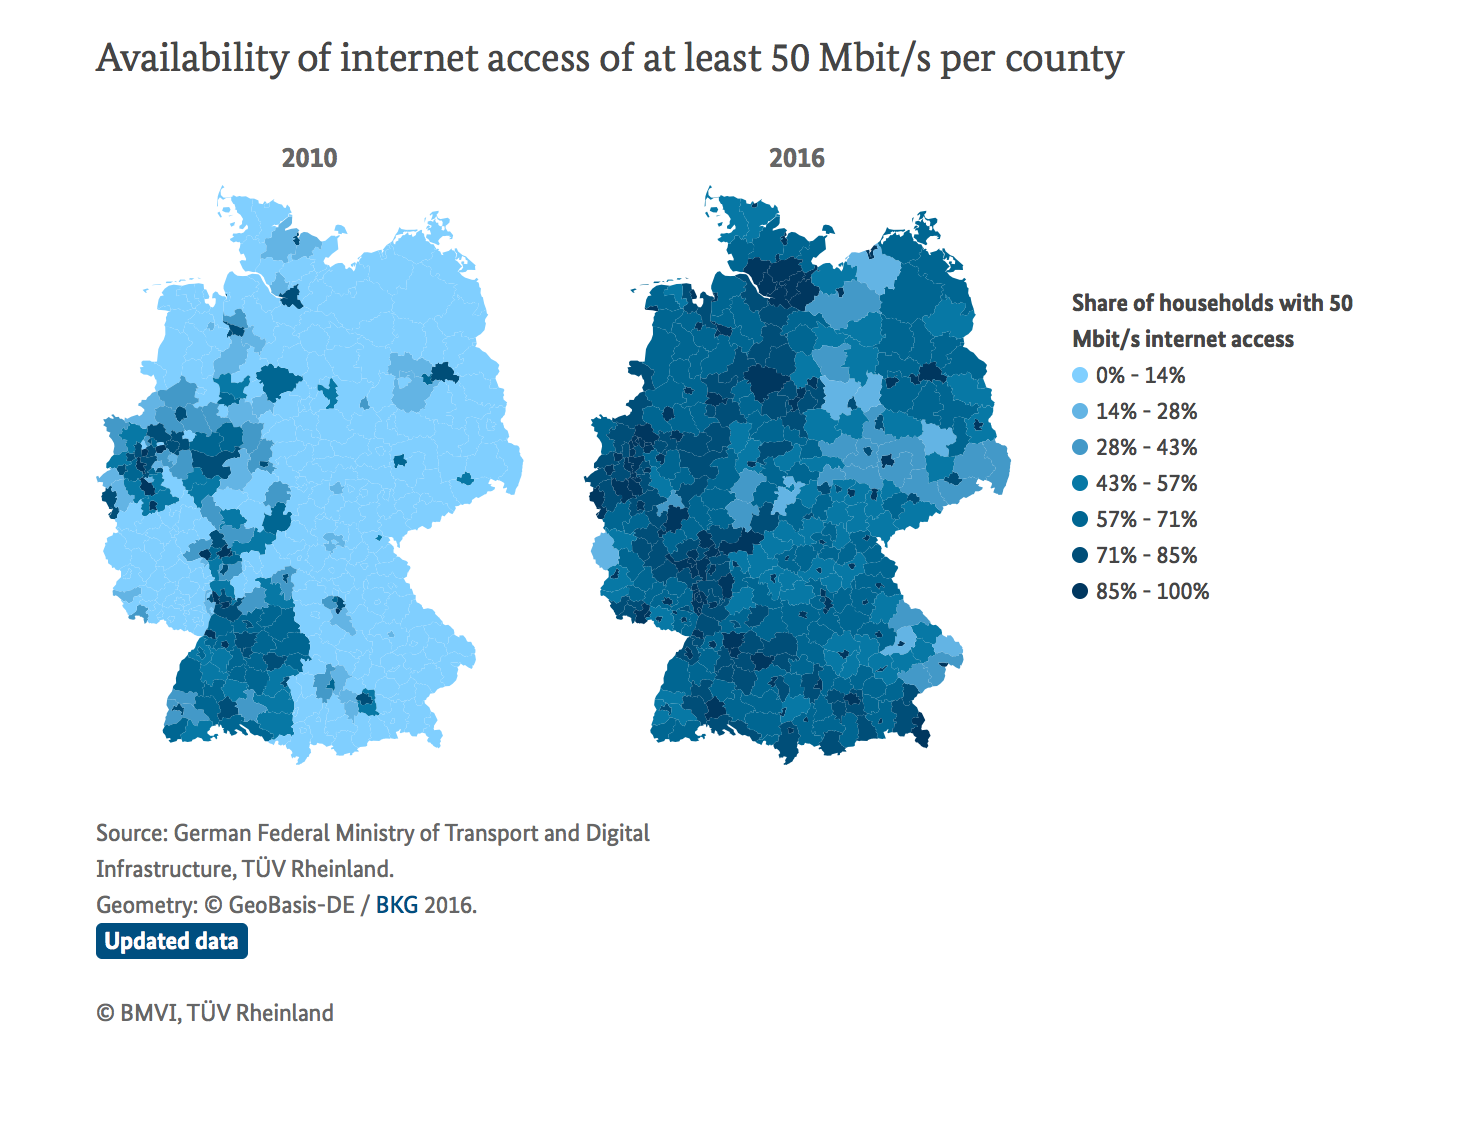 Availability of internet access of at least 50 Mbit/s per county
2010
2016
Share of households with 50
Mbit/s internet access
0% - 14%
14% - 28%
28% - 43%
43% - 57%
57% - 71%
71% - 85%
85% - 100%
Source: German Federal Ministry of Transport and Digital
Infrastructure, TÜV Rheinland.
Geometry: © GeoBasis-DE / BKG 2016.
Updated data
© BMVI, TÜV Rheinland